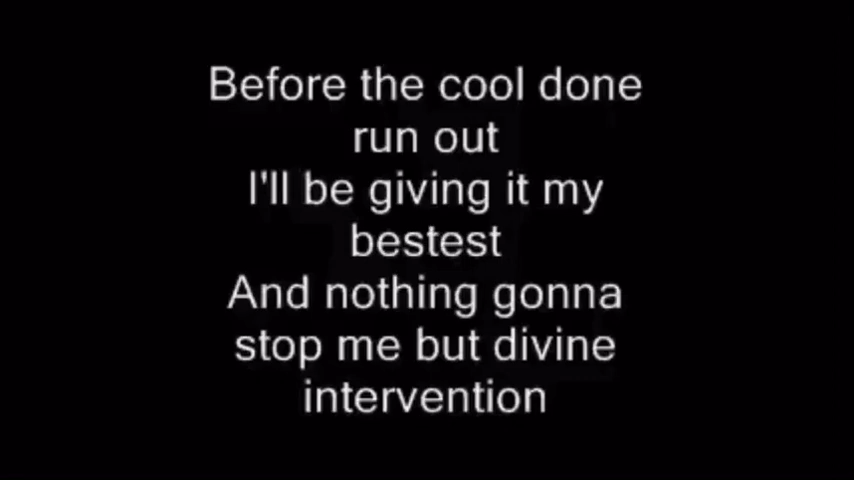 Before the cool done
run out
I'll be giving it my
bestest
And nothing gonna
stop me but divine
intervention